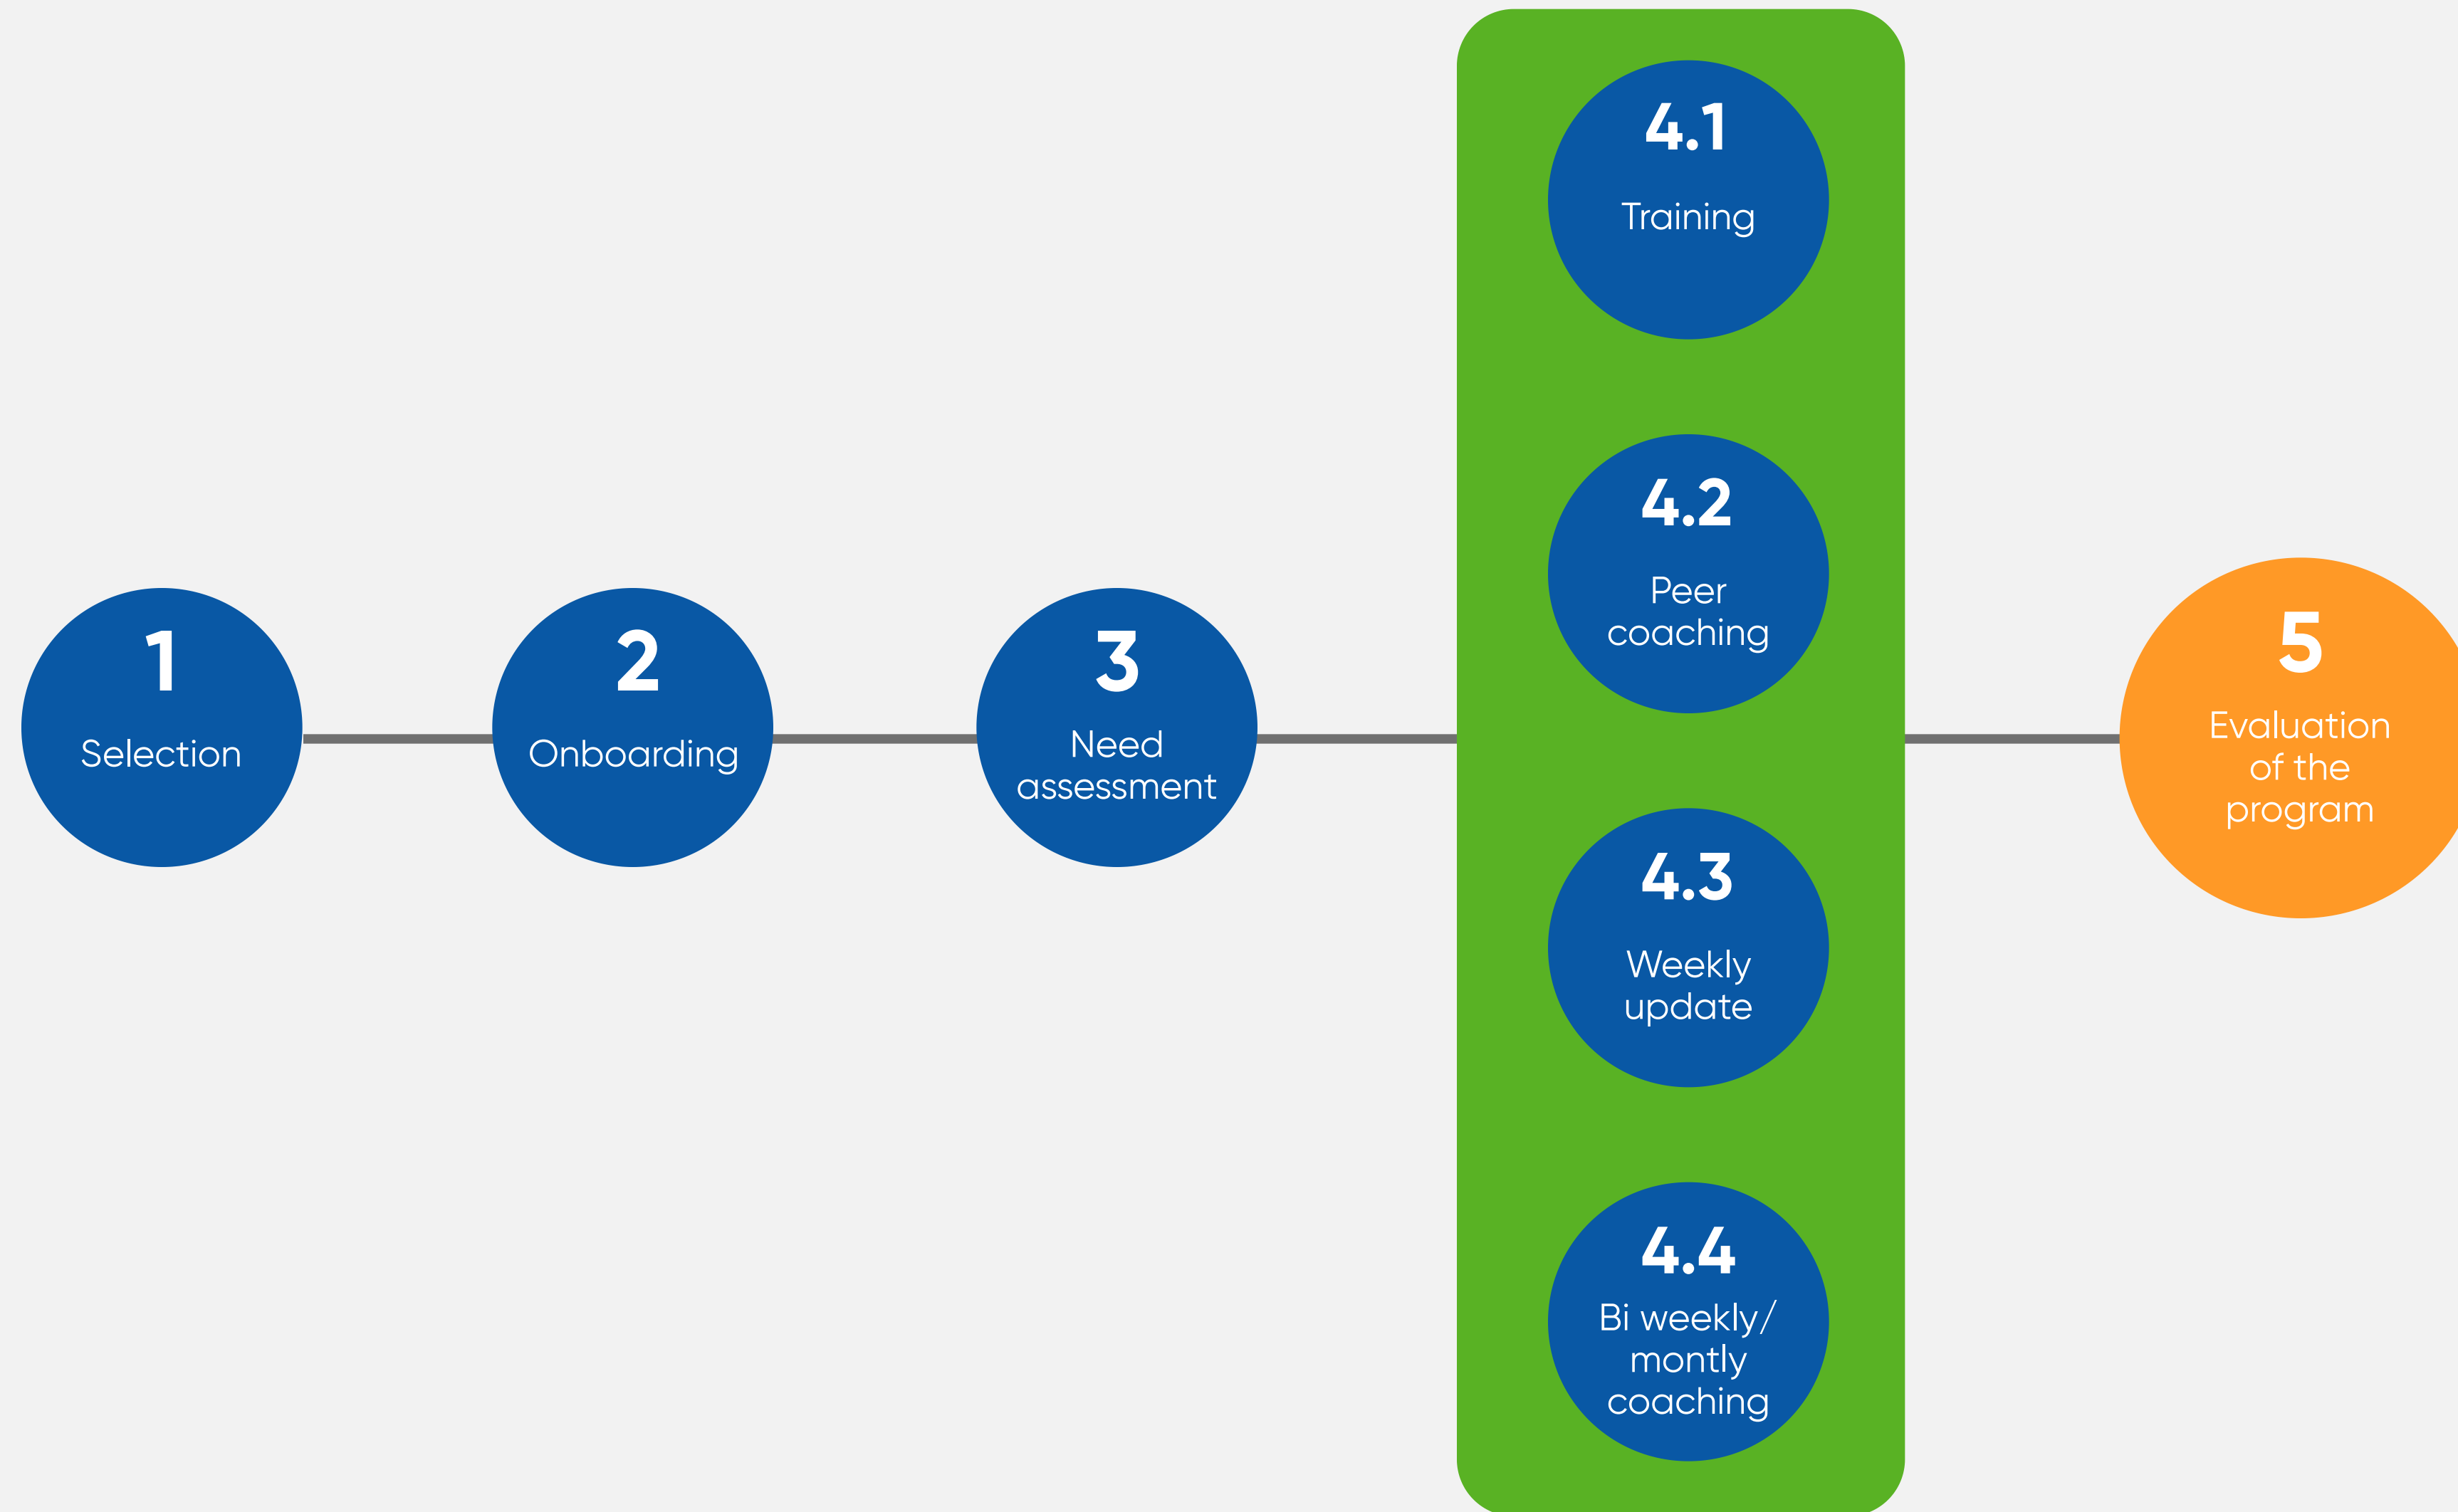 1
Selection
2
Onboarding
3
Need
assessment
4.1
Training
4.2
Peer
coaching
4.3
Weekly
update
4.4
Bi weekly/
montly
coaching
5
Evaluation
of the
program